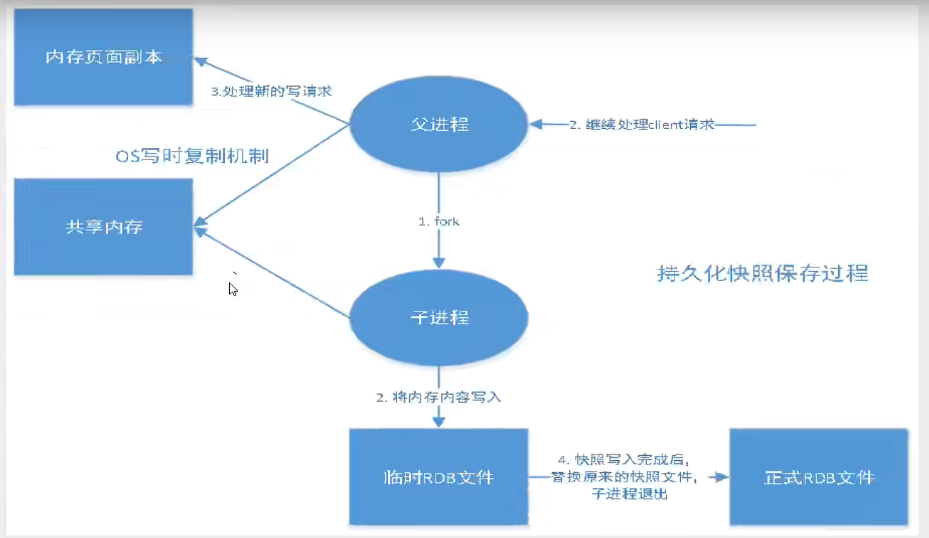 内存页面副本
3.处理新的写请求
父进程
2. 继续处理client请求
OS写时复制机制
共享内存
1. fork
持久化快照保存过程
子进程
2. 将内存内容写入
临时RDB文件
4. 快照写入完成后,
替换原来的快照文件,
子进程退出
正式RDB文件